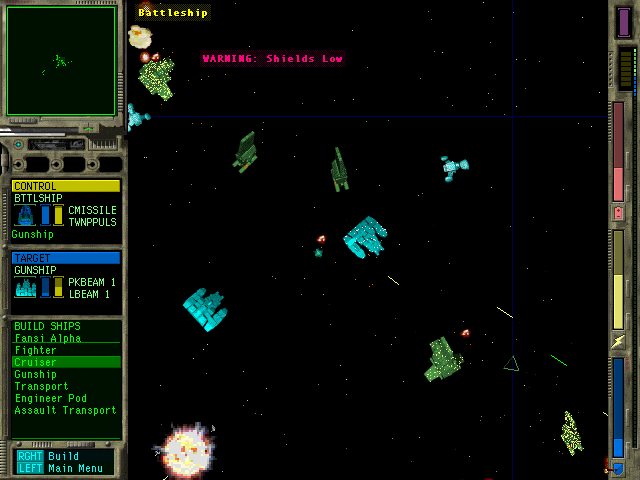 Battleship
WARNING: Shields Low
CONTROL
BTTLSHIP
CMISSILE
TWNPPULS
Gunship
TARGET
GUNSHIP
PKBEAM 1
LBEAM 1
BUILD SHIPS
Fansi Alpha
Fighter
Cruiser
Gunship
Transport
Engineer Pod
Assault Transport
RGHT Build
LEFT Main Menu